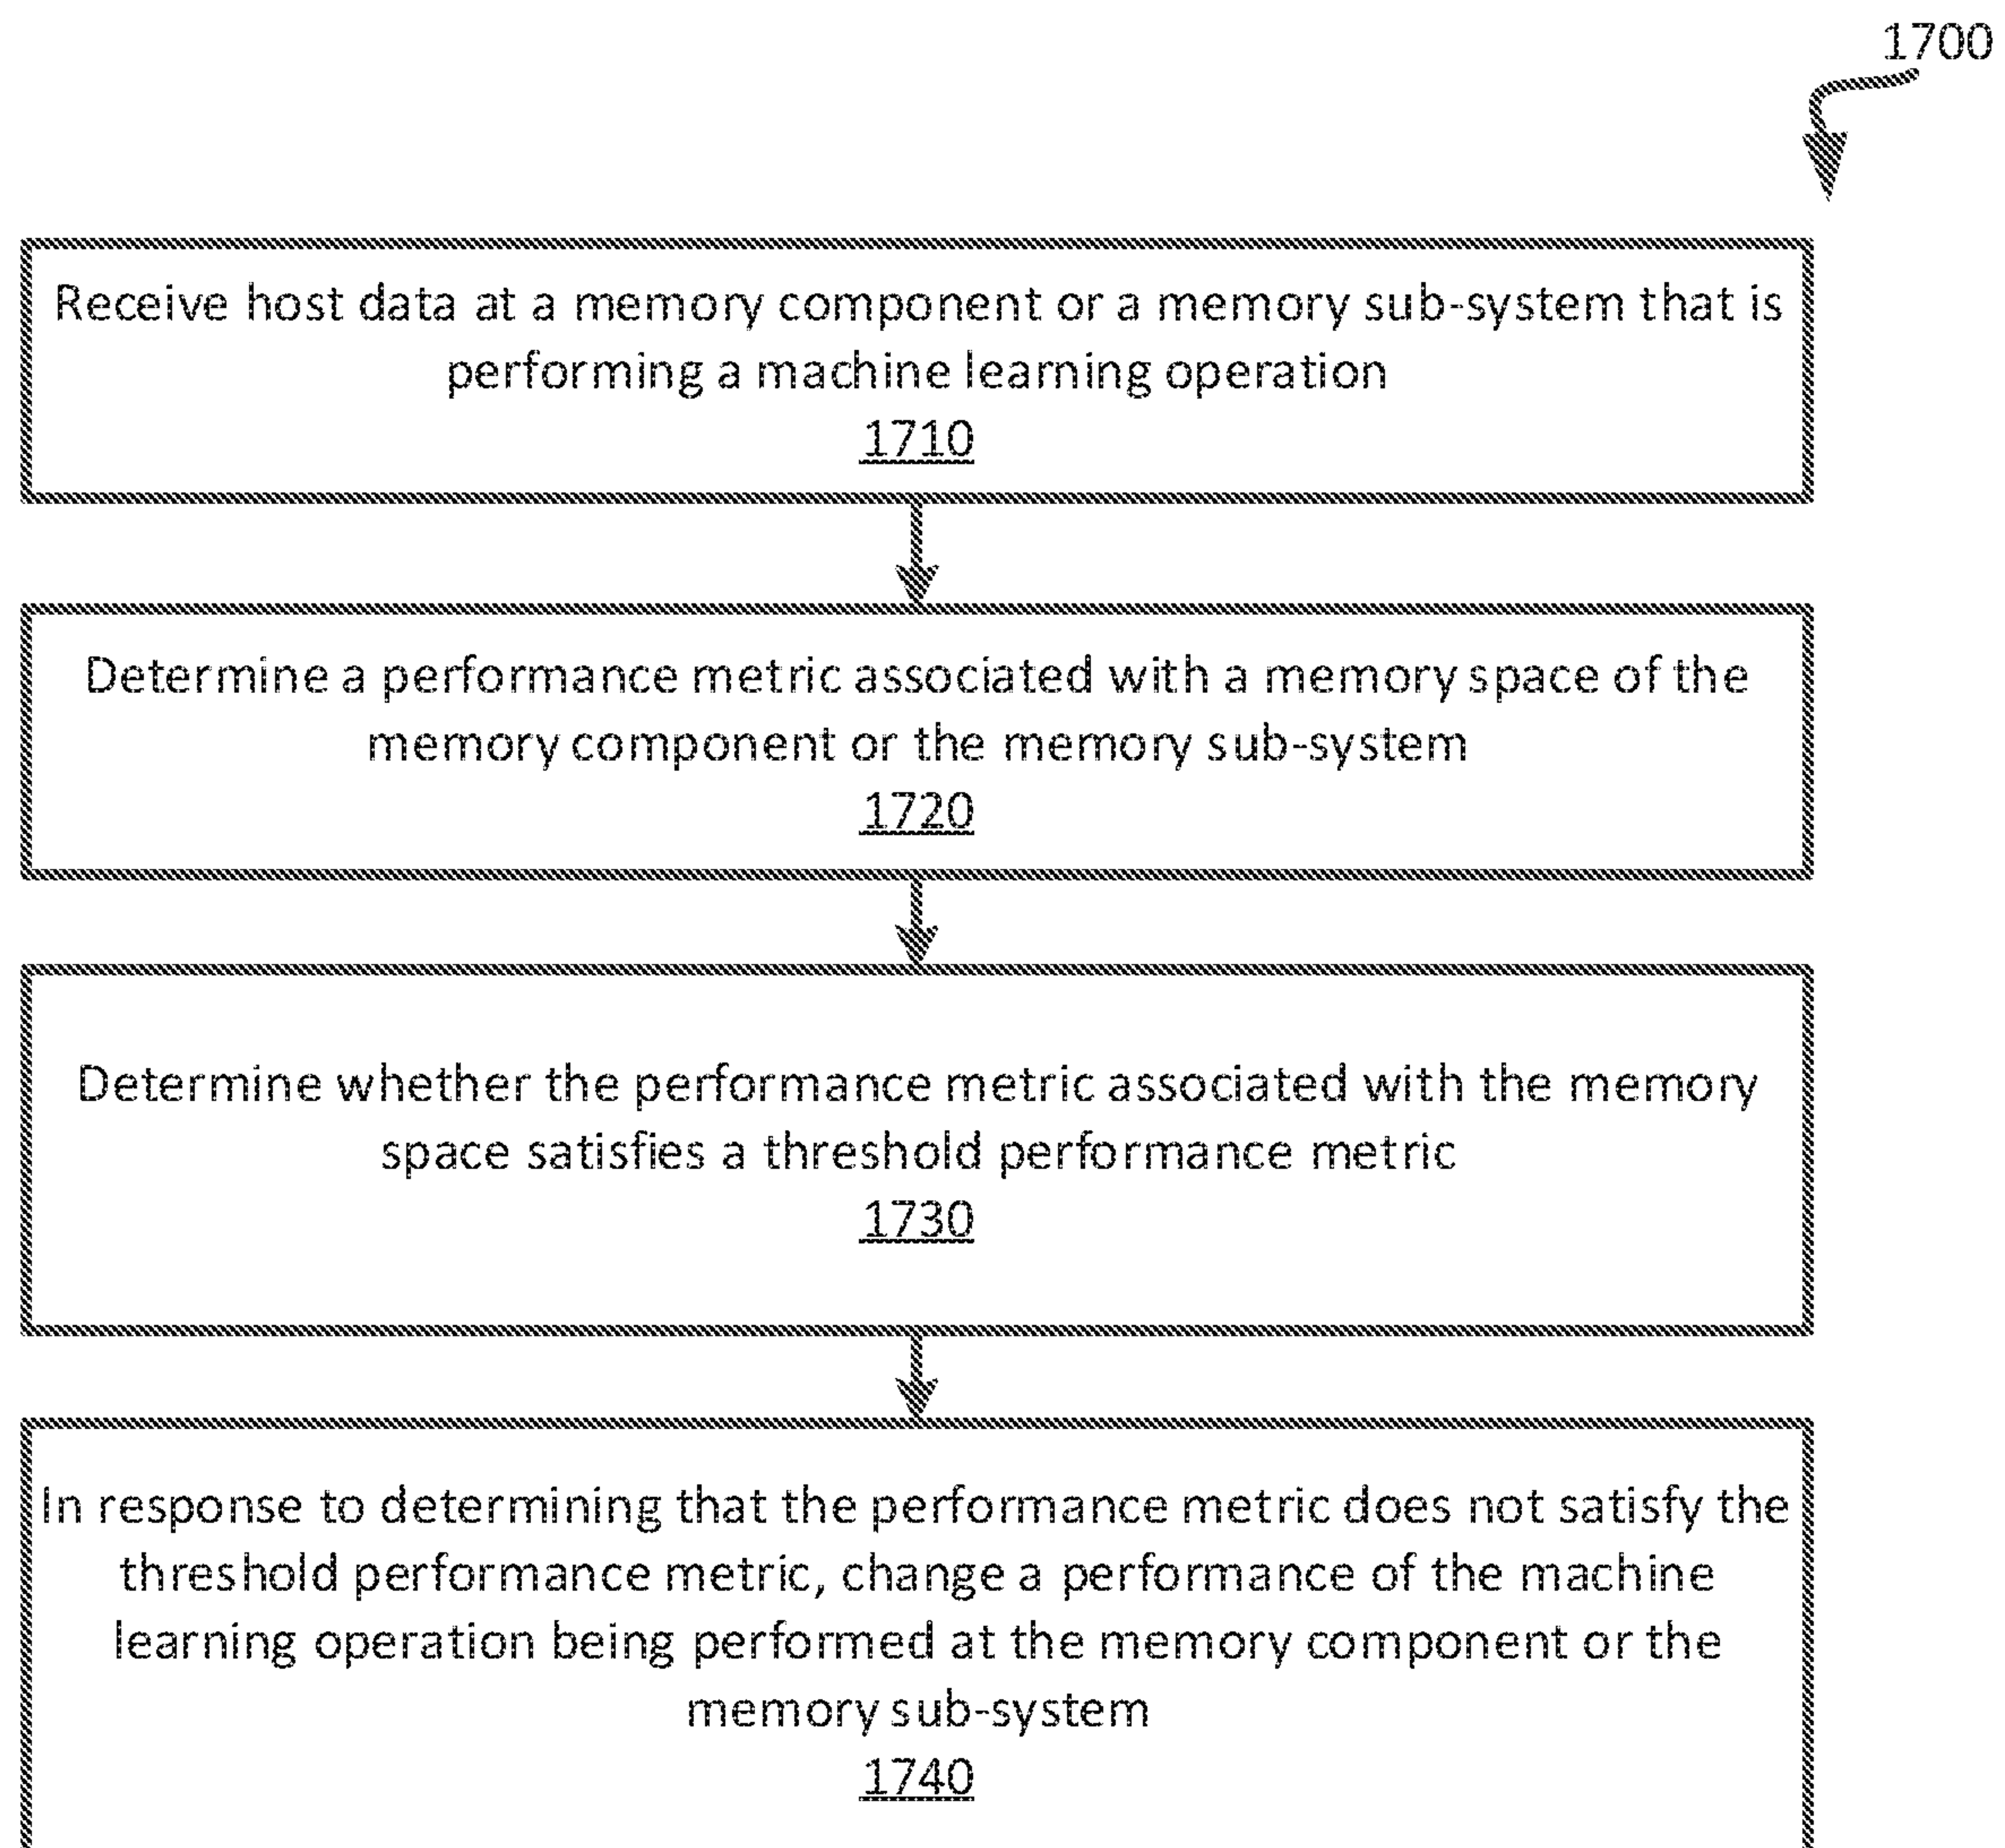 1700
Receive host data at a memory component or a memory sub-system that is
performing a machine learning operation
1710
Determine a performance metric associated with a memory space of the
memory component or the memory sub-system
1720
Determine whether the performance metric associated with the memory
space satisfies a threshold performance metric
1730
In response to determining that the performance metric does not satisfy the
threshold performance metric, change a performance of the machine
learning operation being performed at the memory component or the
memory sub-system
1740